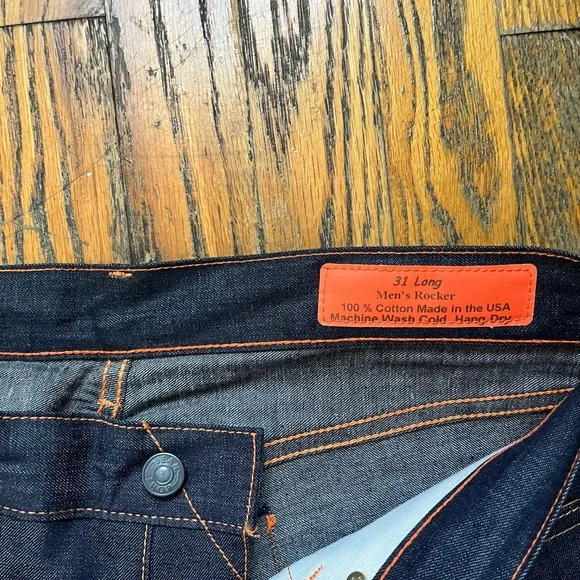 31 Long
Men's Rocker
100 % Cotton Made in the USA
Machine Wash Cold Hang Dry